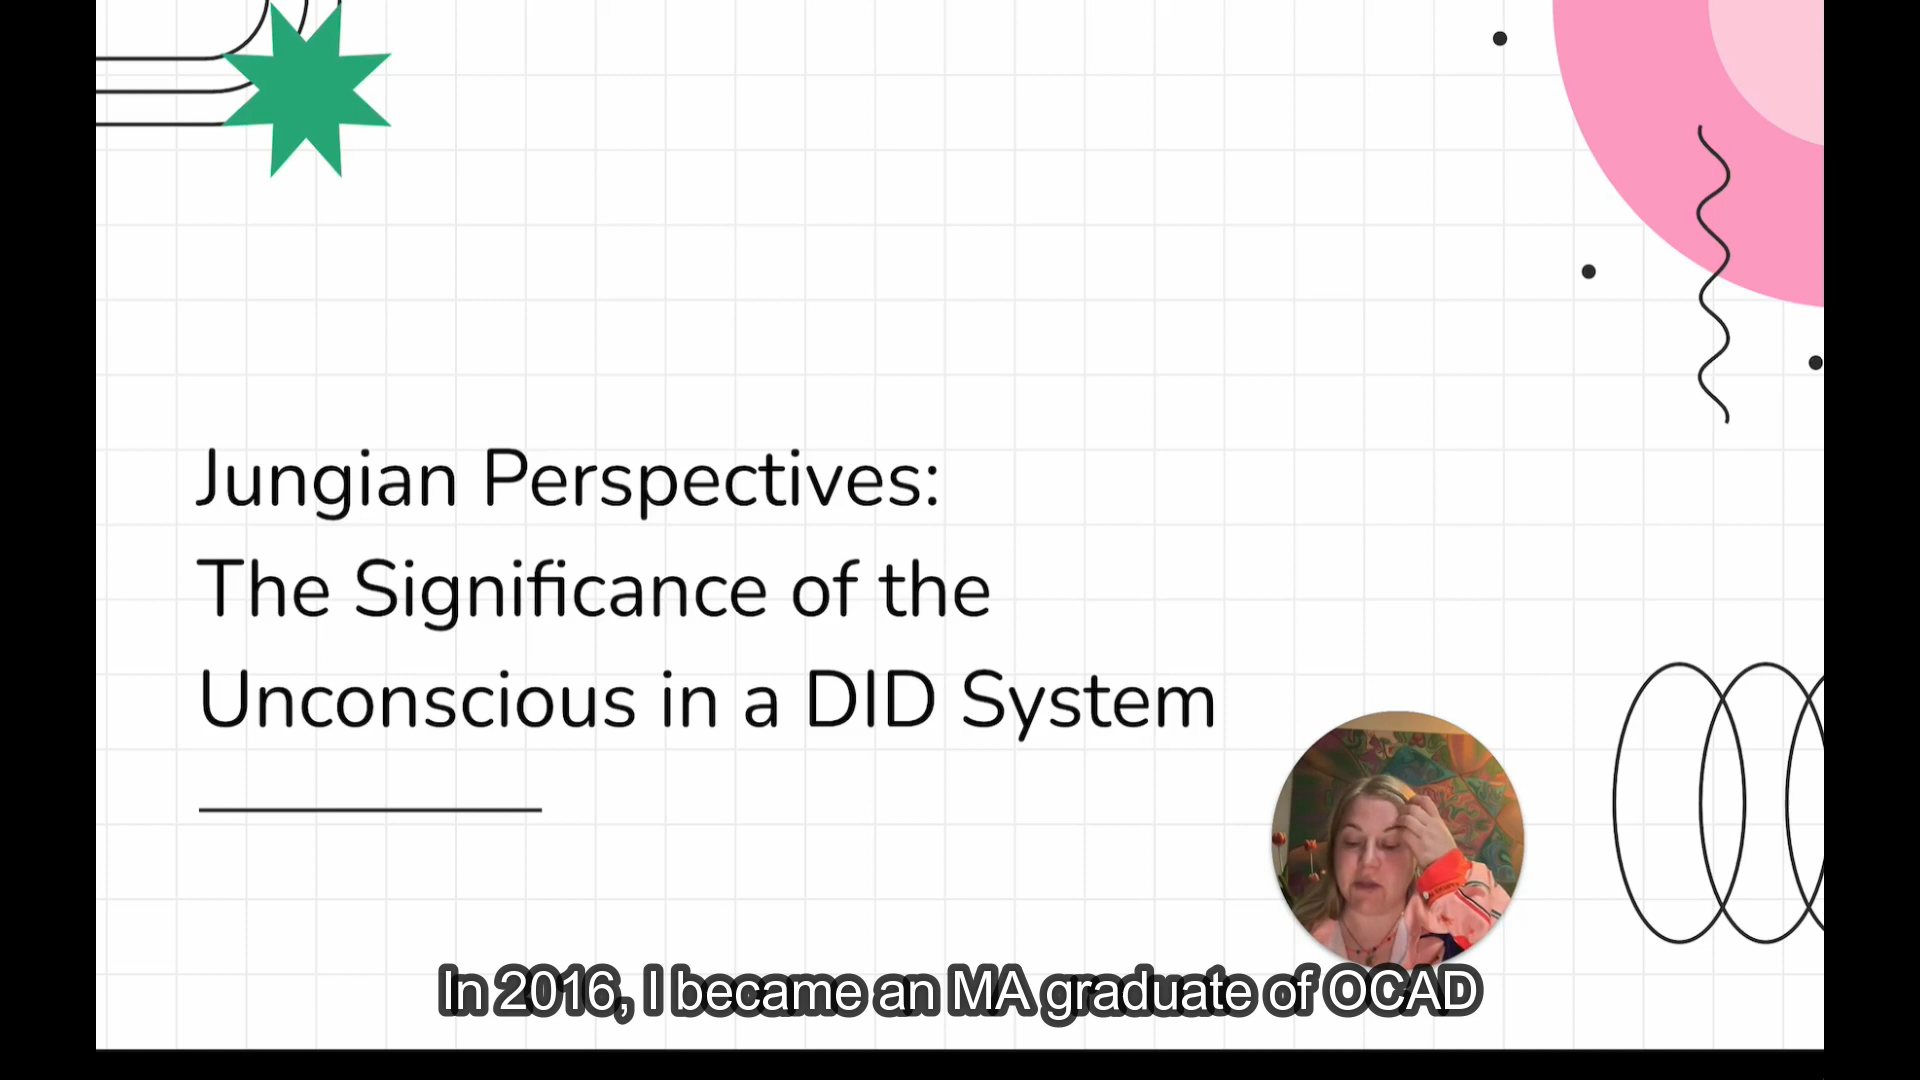 Jungian Perspectives:
The Significance of the
Unconscious in a DID System
In 2016, I became an MA graduate of OCAD